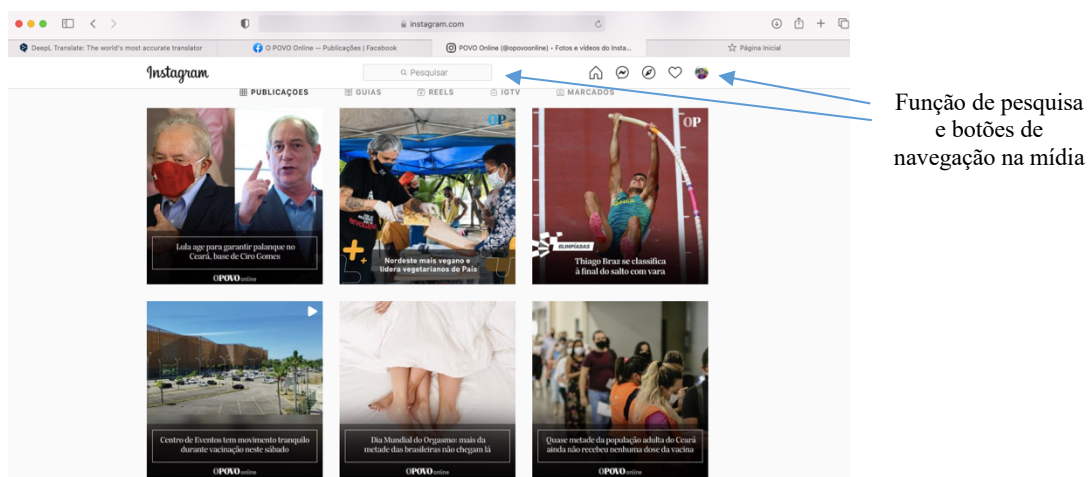 instagram.com
DeepL Translate: The world's most accurate translator
O POVO Online — Publicações | Facebook
POVO Online (@opovoonline) • Fotos e vídeos do Insta...
Página Inicial
Instagram
Pesquisar
PUBLICAÇÕES
GUIAS
REELS
IGTV
MARCADOS
Função de pesquisa
e botões de
navegação na mídia
Lula age para garantir palanque no
Ceará, base de Ciro Gomes
OPOVO online
OP
Nordeste mais vegano e
lidera vegetarianos do País
OP
OLIMPÍADAS
Thiago Braz se classifica
à final do salto com vara
Centro de Eventos tem movimento tranquilo
durante vacinação neste sábado
OPOVO online
Dia Mundial do Orgasmo: mais da
metade das brasileiras não chegam lá
OPOVO online
Quase metade da população adulta do Ceará
ainda não recebeu nenhuma dose da vacina
OPOVO online